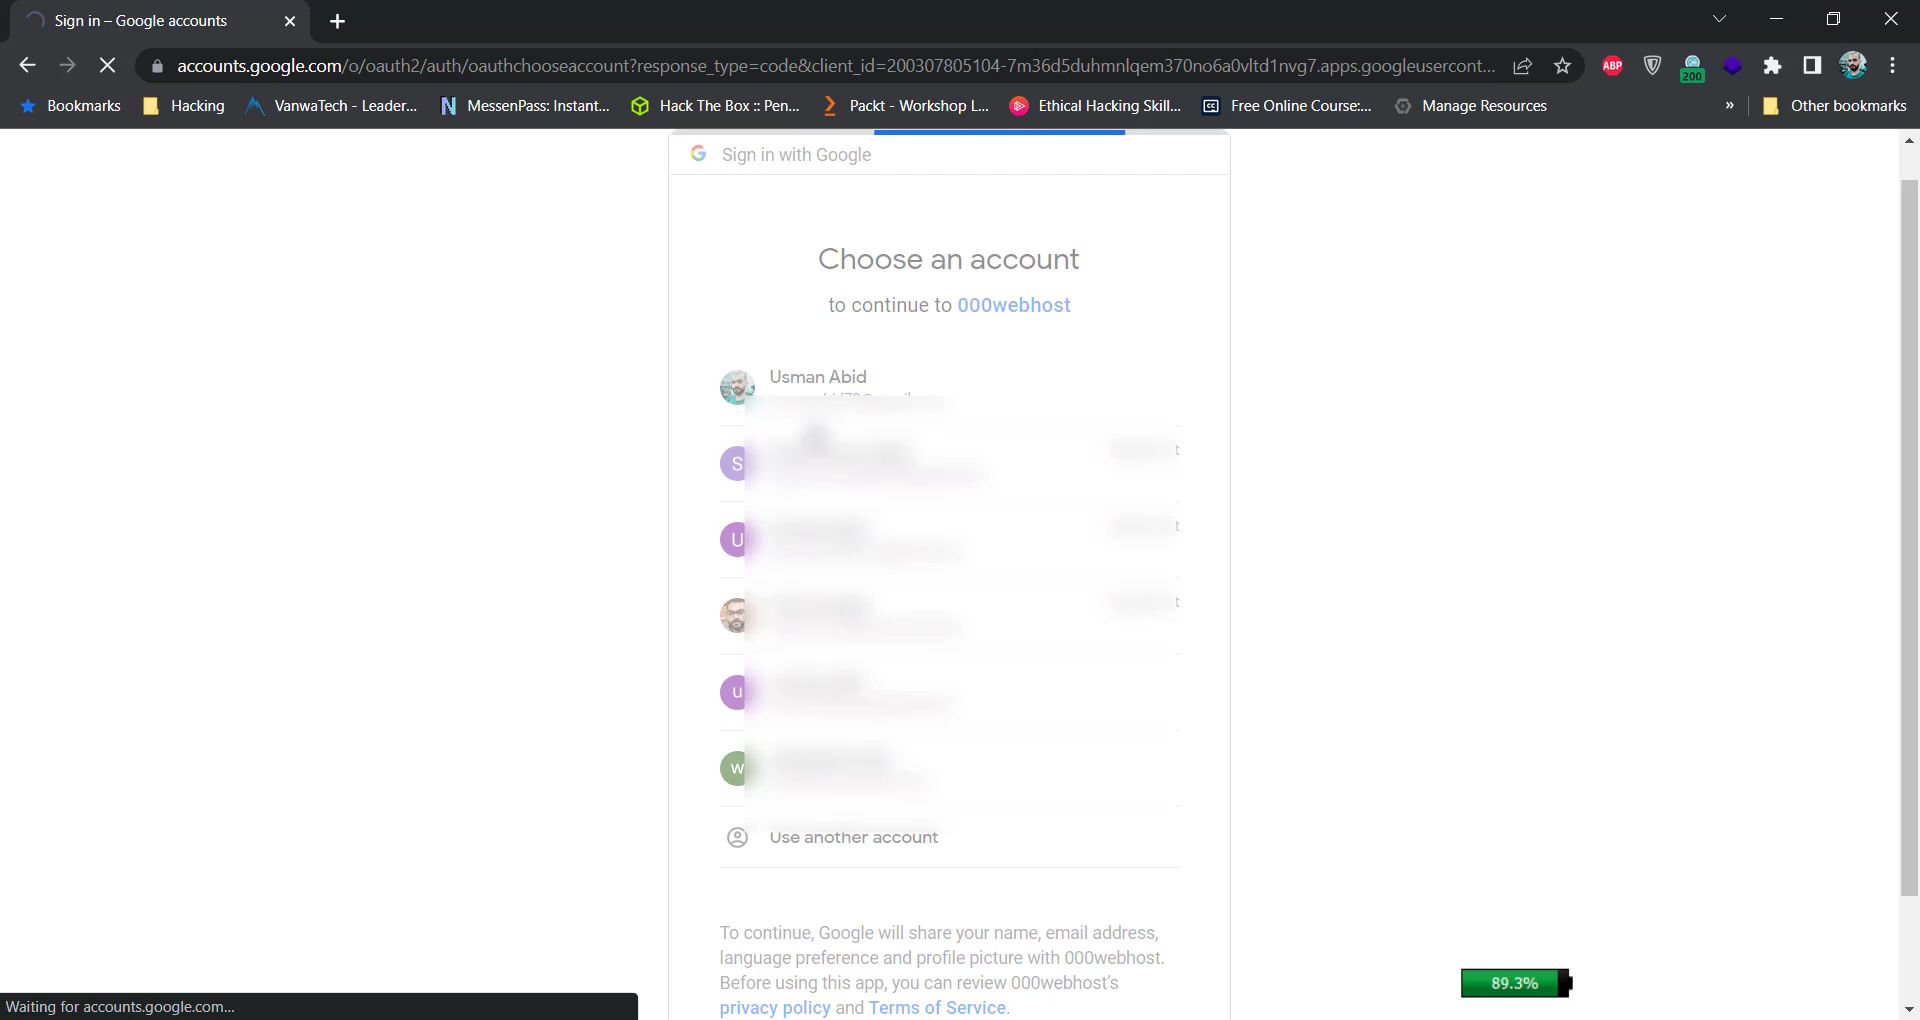 Sign in – Google accounts
accounts.google.com/o/oauth2/auth/oauthchooseaccount?response_type=code&client_id=200307805104-7m36d5duhmnlqem370no6a0vltd1nvg7.apps.googleusercont...
ABP
200
Bookmarks
Hacking
VanwaTech - Leader...
N
MessenPass: Instant...
Hack The Box :: Pen...
Packt - Workshop L...
Ethical Hacking Skill...
CC
Free Online Course:...
Manage Resources
»
Other bookmarks
G Sign in with Google
Choose an account
to continue to 000webhost
Usman Abid
S
t
U
t
t
u
w
Use another account
To continue, Google will share your name, email address,
language preference and profile picture with 000webhost.
Before using this app, you can review 000webhost's
privacy policy and Terms of Service.
89.3%
Waiting for accounts.google.com...